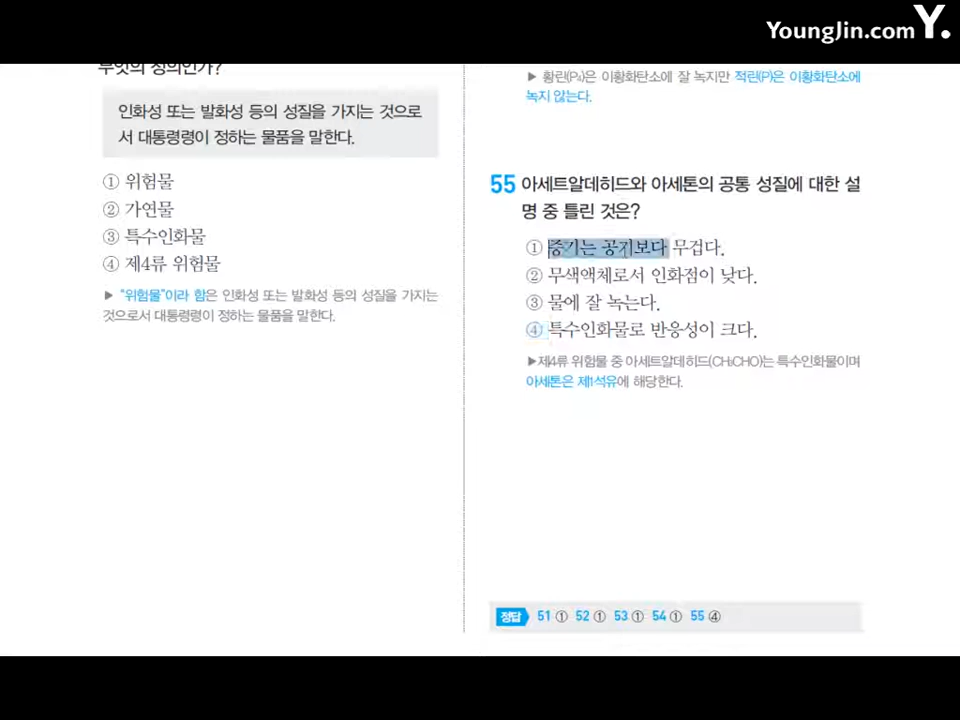 YoungJin.com Y.
무엇의 정의인가?
인화성 또는 발화성 등의 성질을 가지는 것으로
서 대통령령이 정하는 물품을 말한다.
① 위험물
② 가연물
③ 특수인화물
④ 제4류 위험물
▶ "위험물"이라 함은 인화성 또는 발화성 등의 성질을 가지는
것으로서 대통령령이 정하는 물품을 말한다.
▶ 황린(P₄)은 이황화탄소에 잘 녹지만 적린(P)은 이황화탄소에
녹지 않는다.
55 아세트알데히드와 아세톤의 공통 성질에 대한 설
명 중 틀린 것은?
① 증기는 공기보다 무겁다.
② 무색액체로서 인화점이 낮다.
③ 물에 잘 녹는다.
④ 특수인화물로 반응성이 크다.
▶제4류 위험물 중 아세트알데히드(CH₃CHO)는 특수인화물이며
아세톤은 제1석유에 해당한다.
정답 51 ① 52 ① 53 ① 54 ① 55 ④